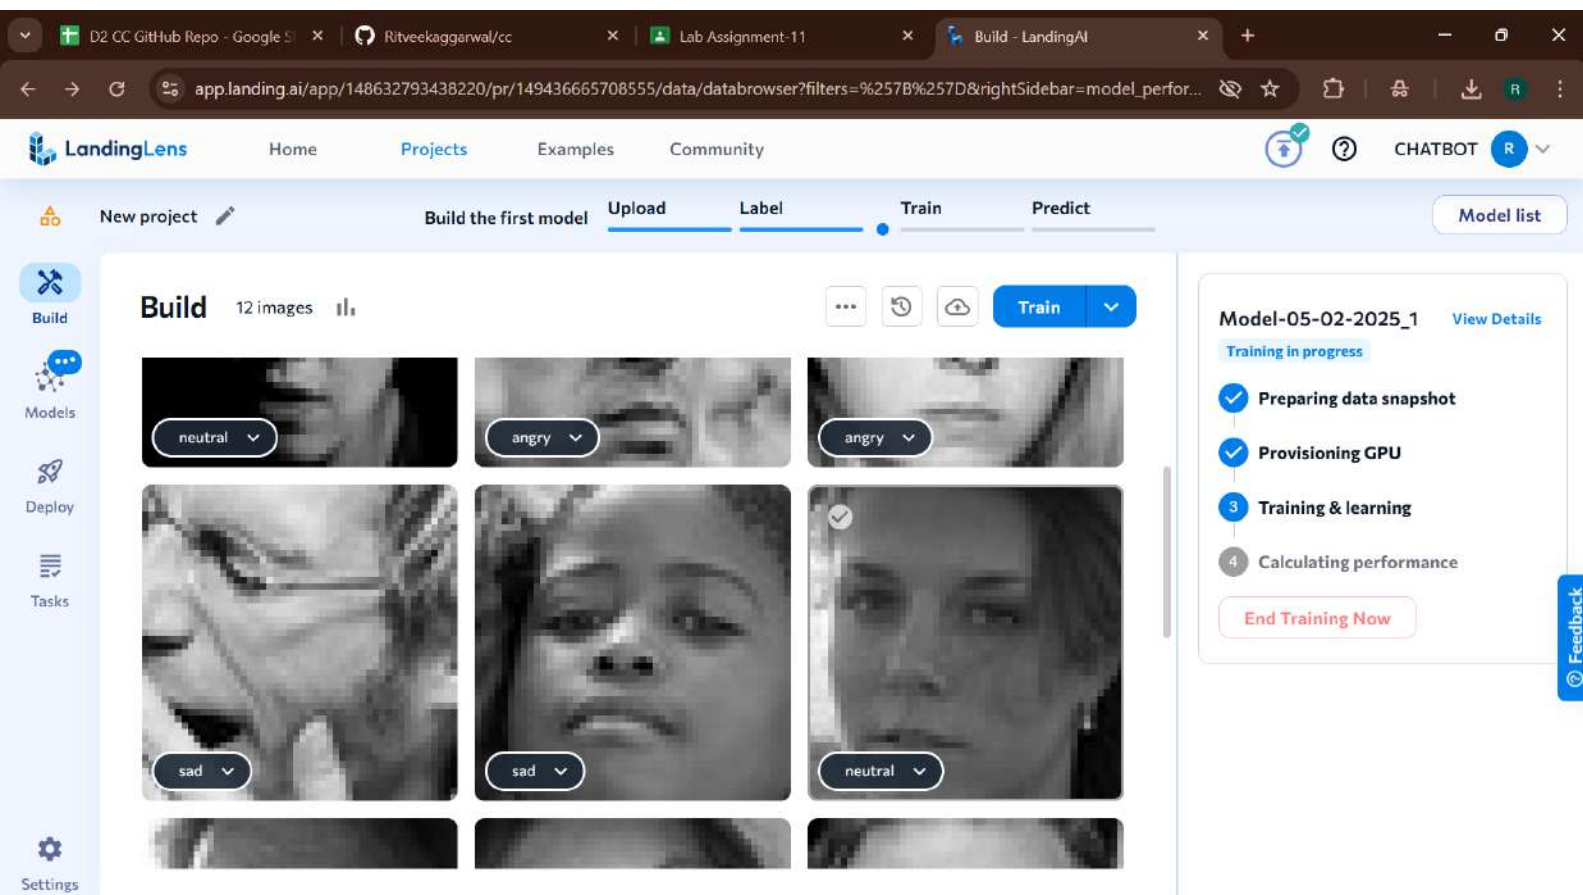 D2 CC GitHub Repo - Google S
Ritveekaggarwal/cc
Lab Assignment-11
Build - LandingAI
app.landing.ai/app/148632793438220/pr/149436665708555/data/databrowser?filters=%257B%257D&rightSidebar=model_perfor...
R
LandingLens
Home
Projects
Examples
Community
CHATBOT
R
New project
Build the first model
Upload
Label
Train
Predict
Model list
Build
Models
Deploy
Tasks
Settings
Build
12 images
Train
neutral
angry
angry
sad
sad
neutral
Model-05-02-2025_1
View Details
Training in progress
Preparing data snapshot
Provisioning GPU
3 Training & learning
4 Calculating performance
End Training Now
Feedback